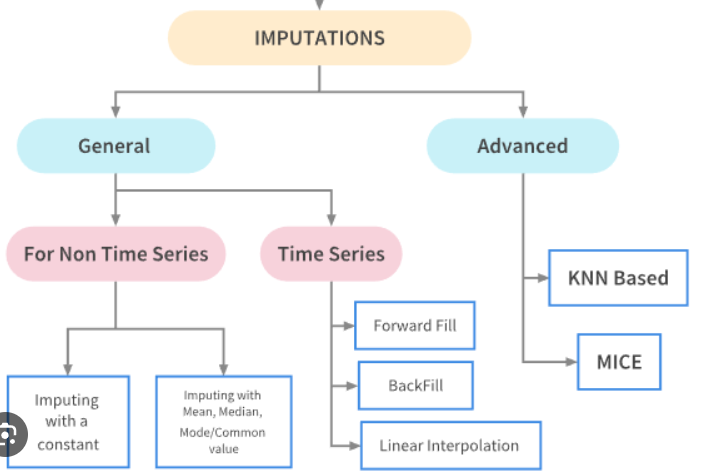 IMPUTATIONS
General
Advanced
For Non Time Series
Time Series
KNN Based
Forward Fill
MICE
BackFill
Imputing
with a
constant
Imputing with
Mean, Median,
Mode/Common
value
Linear Interpolation